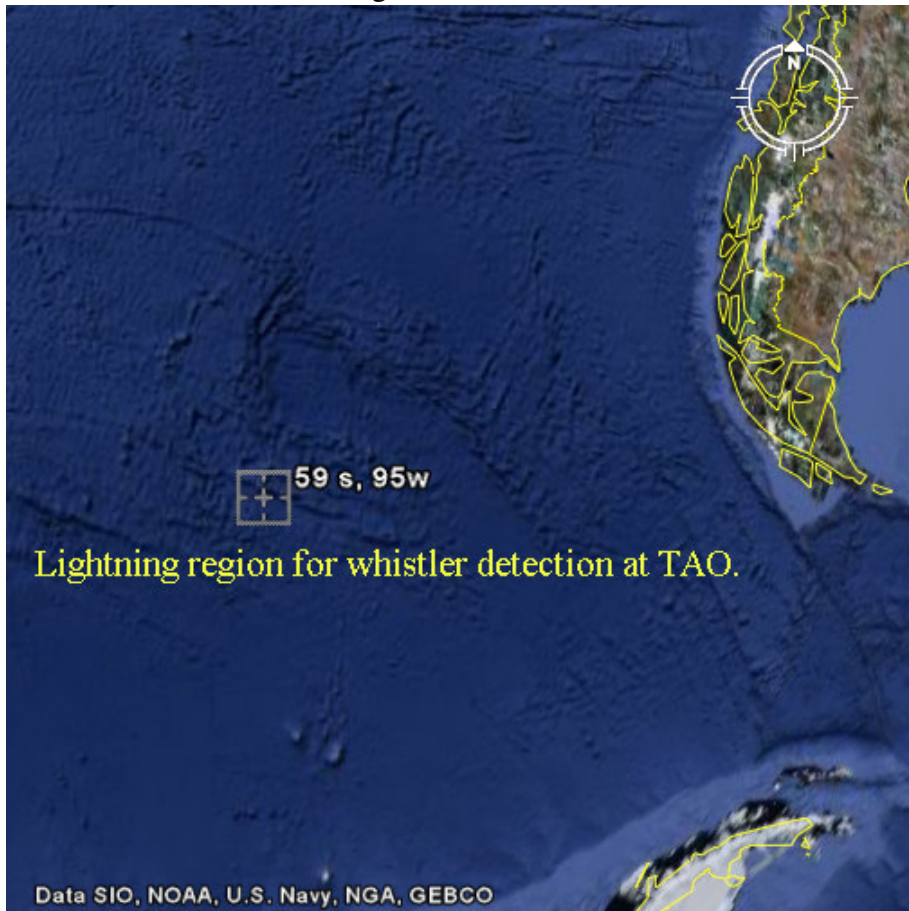 N
59 s, 95w
Lightning region for whistler detection at TAO.
Data SIO, NOAA, U.S. Navy, NGA, GEBCO